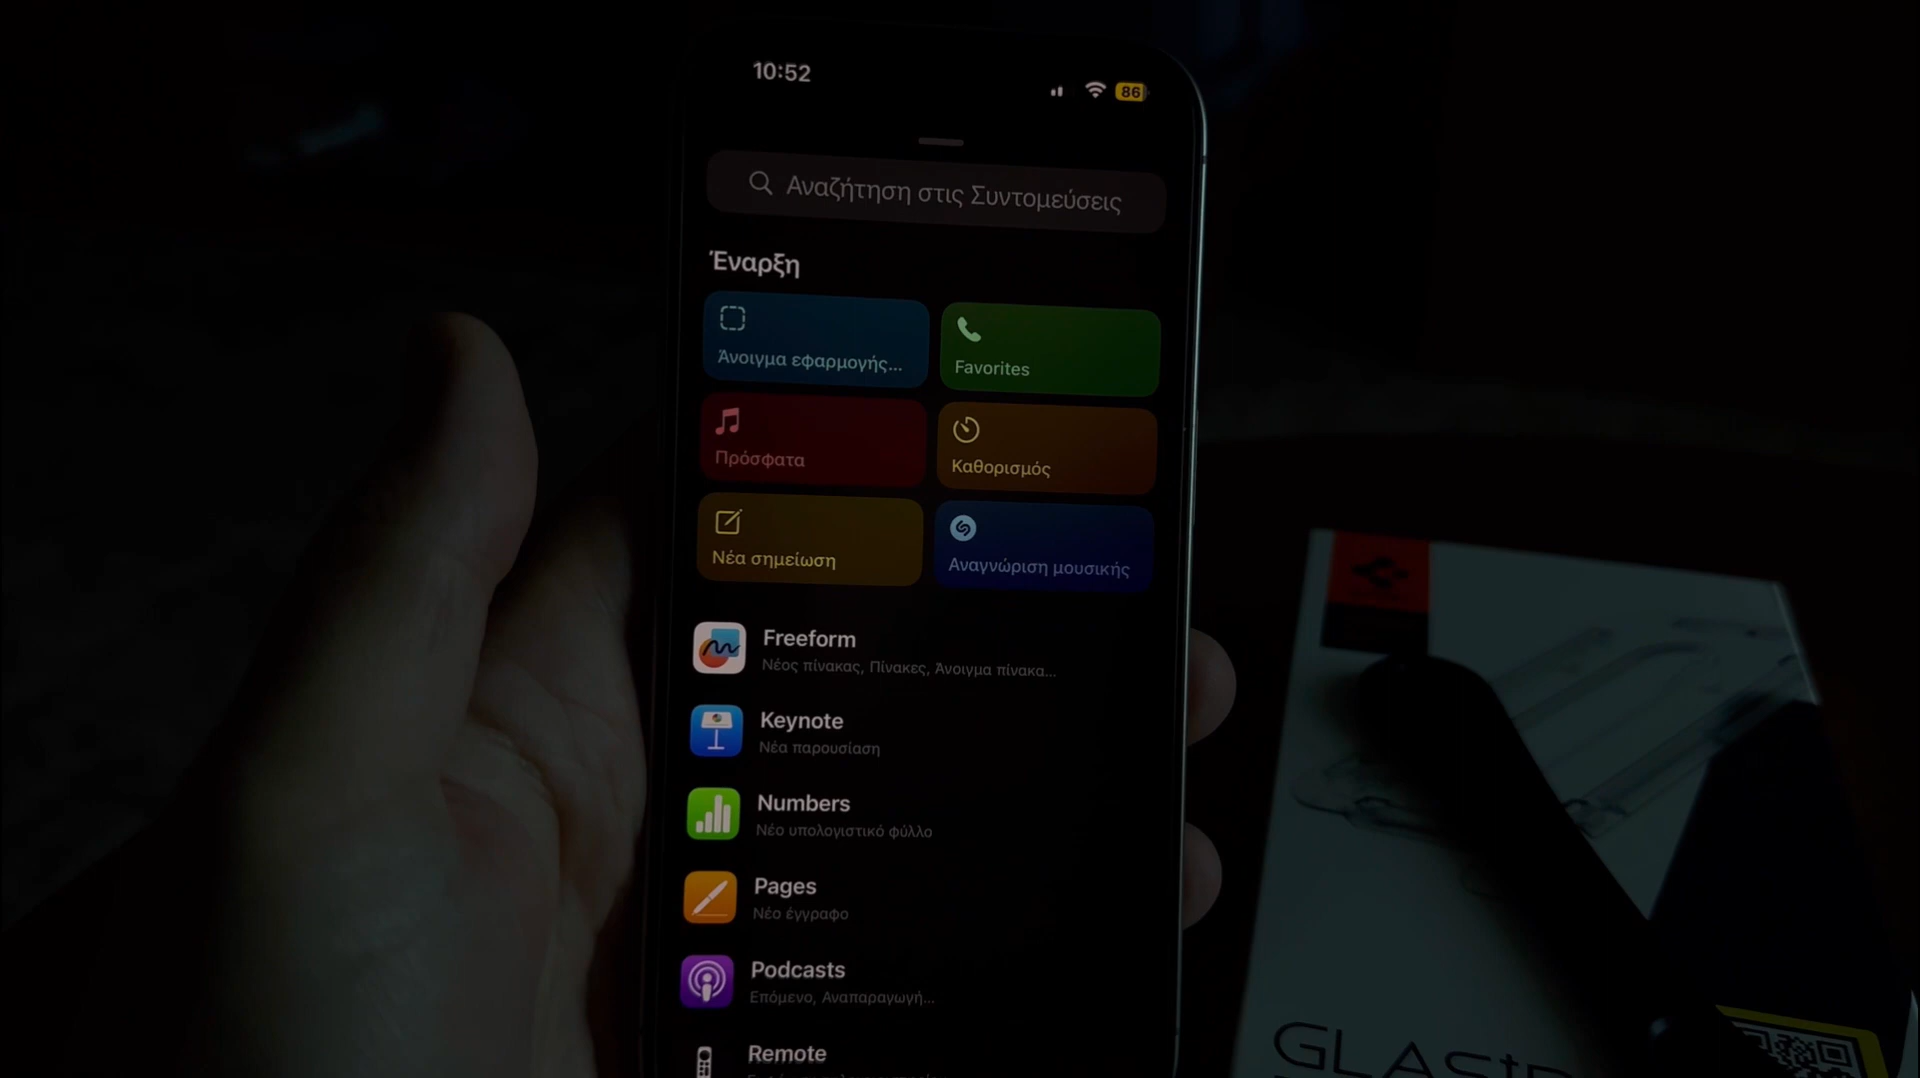 10:52
86
Αναζήτηση στις Συντομεύσεις
Έναρξη
Άνοιγμα εφαρμογής...
Favorites
Πρόσφατα
Καθορισμός
Νέα σημείωση
Αναγνώριση μουσικής
Freeform
Νέος πίνακας, Πίνακες, Άνοιγμα πίνακα...
Keynote
Νέα παρουσίαση
Numbers
Νέο υπολογιστικό φύλλο
Pages
Νέο έγγραφο
Podcasts
Επόμενο, Αναπαραγωγή...
Remote